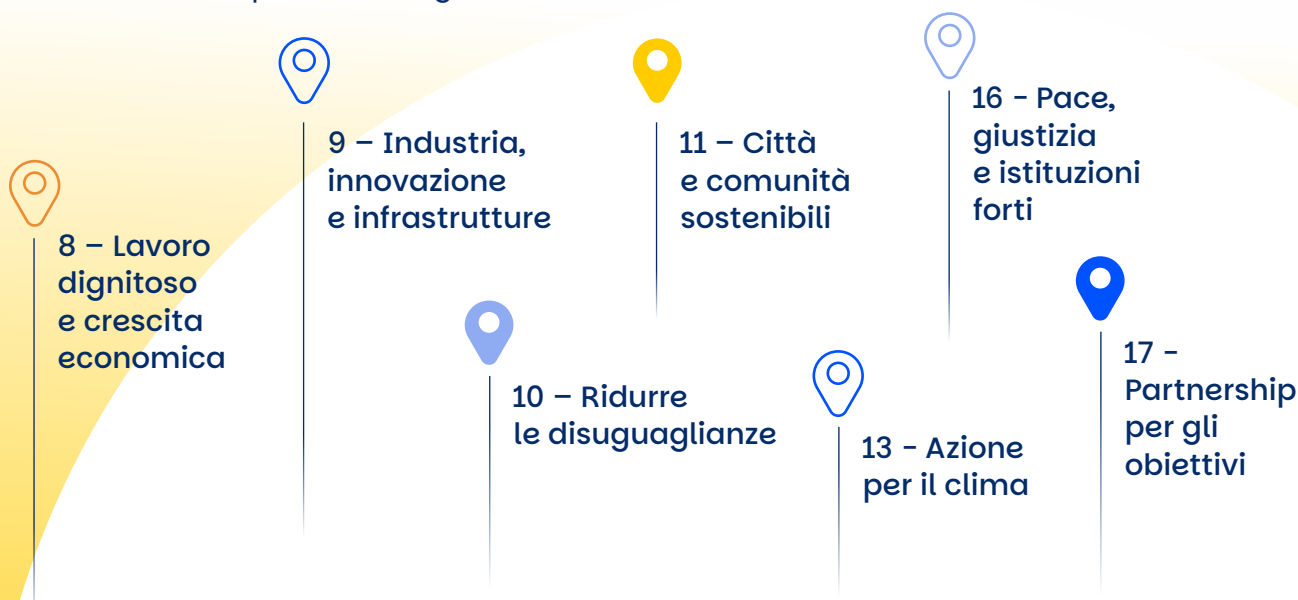 8 – Lavoro
dignitoso
e crescita
economica
9 – Industria,
innovazione
e infrastrutture
10 – Ridurre
le disuguaglianze
11 – Città
e comunità
sostenibili
13 - Azione
per il clima
16 - Pace,
giustizia
e istituzioni
forti
17 -
Partnership
per gli
obiettivi